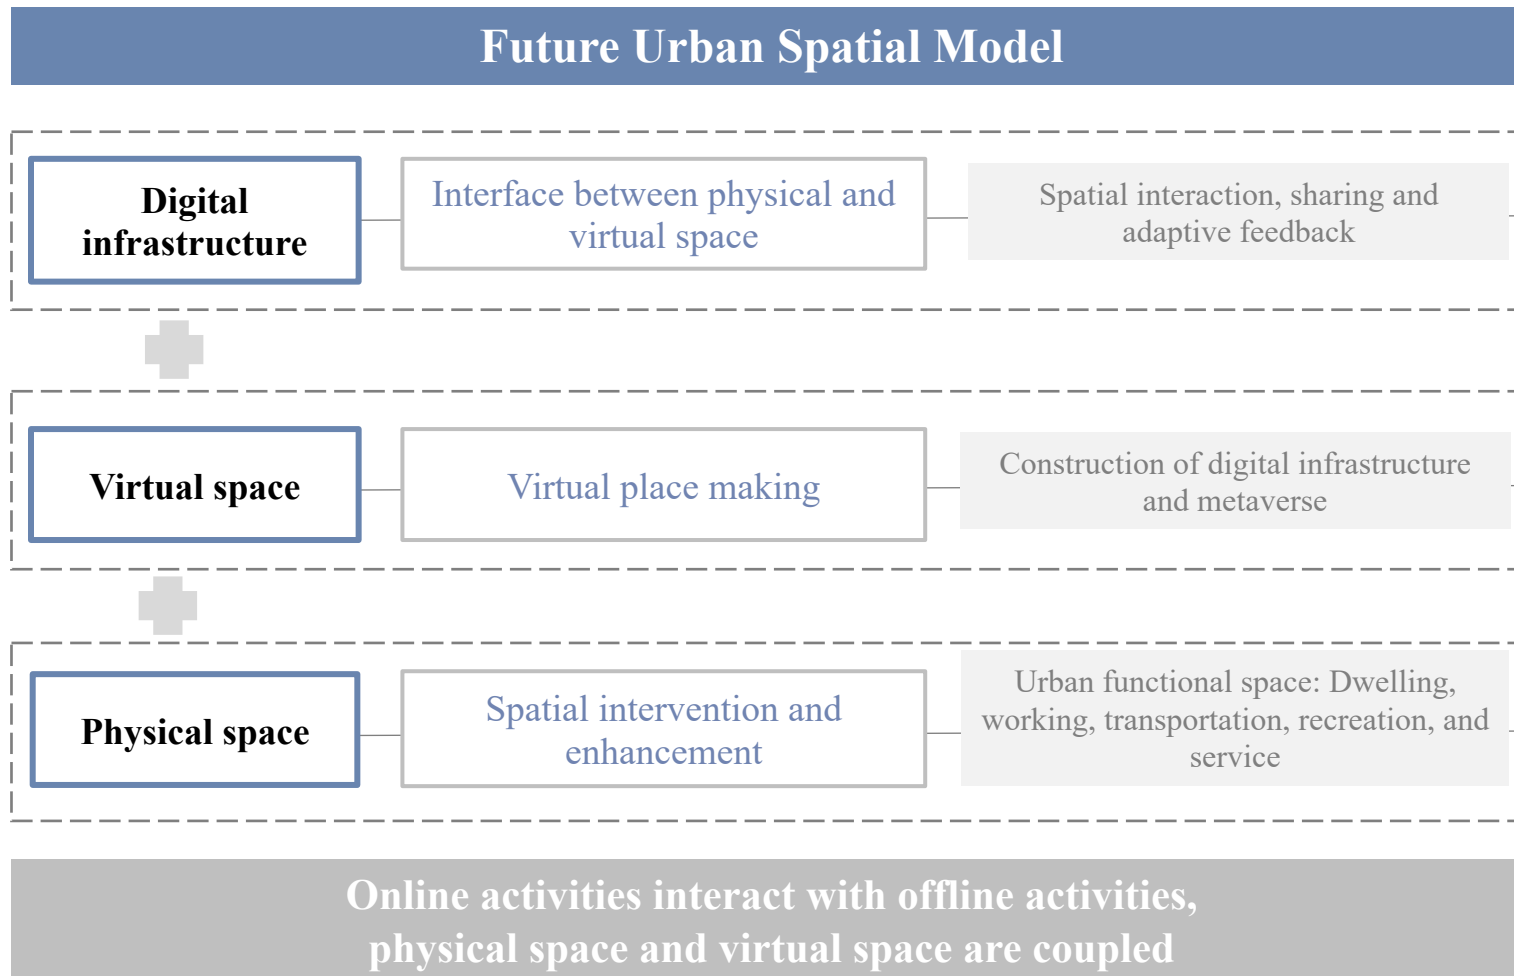 Future Urban Spatial Model
Digital
infrastructure
Interface between physical and
virtual space
Spatial interaction, sharing and
adaptive feedback
Virtual space
Virtual place making
Construction of digital infrastructure
and metaverse
Physical space
Spatial intervention and
enhancement
Urban functional space: Dwelling,
working, transportation, recreation, and
service
Online activities interact with offline activities,
physical space and virtual space are coupled